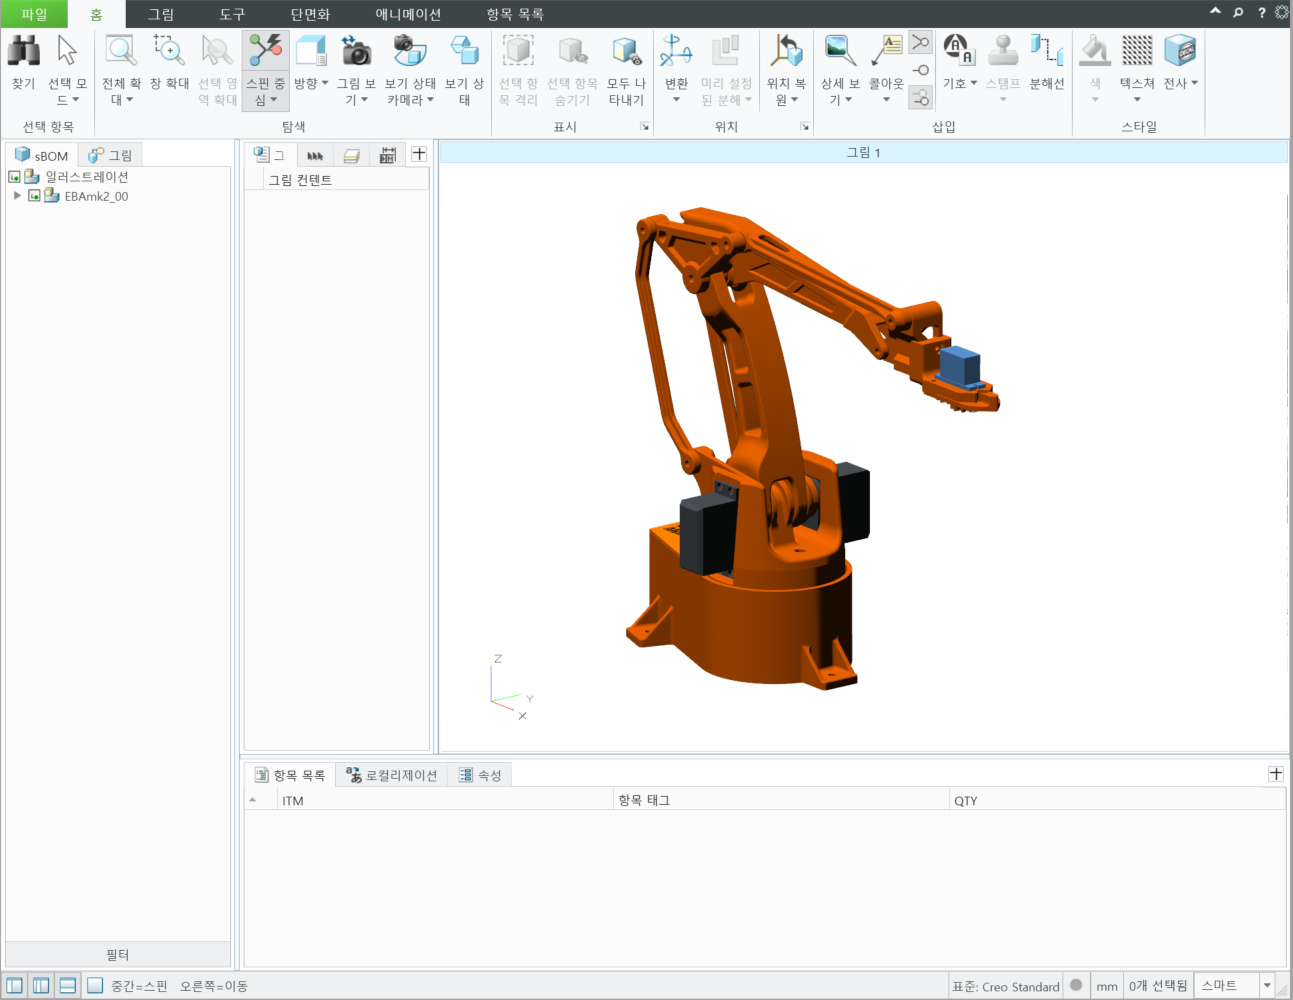 파일 홈 그림 도구 단면화 애니메이션 항목 목록
찾기
선택 모드
전체 확대
창 확대
선택 영역 확대
스핀 중심
방향
그림 보기
보기 상태 카메라
보기 상태
선택 항목 격리
선택 항목 숨기기
모두 나타내기
변환
미리 설정된 분해
위치 복원
상세 보기
콜아웃
기호
스탬프
분해선
색
텍스쳐
전사
선택 항목 탐색 표시 위치 삽입 스타일
sBOM 그림
일러스트레이션
EBAmk2_00
필터
그
그림 컨텐트
그림 1
Z
Y
X
항목 목록 로컬리제이션 속성
ITM 항목 태그 QTY
중간=스핀 오른쪽=이동
표준: Creo Standard mm 0개 선택됨 스마트